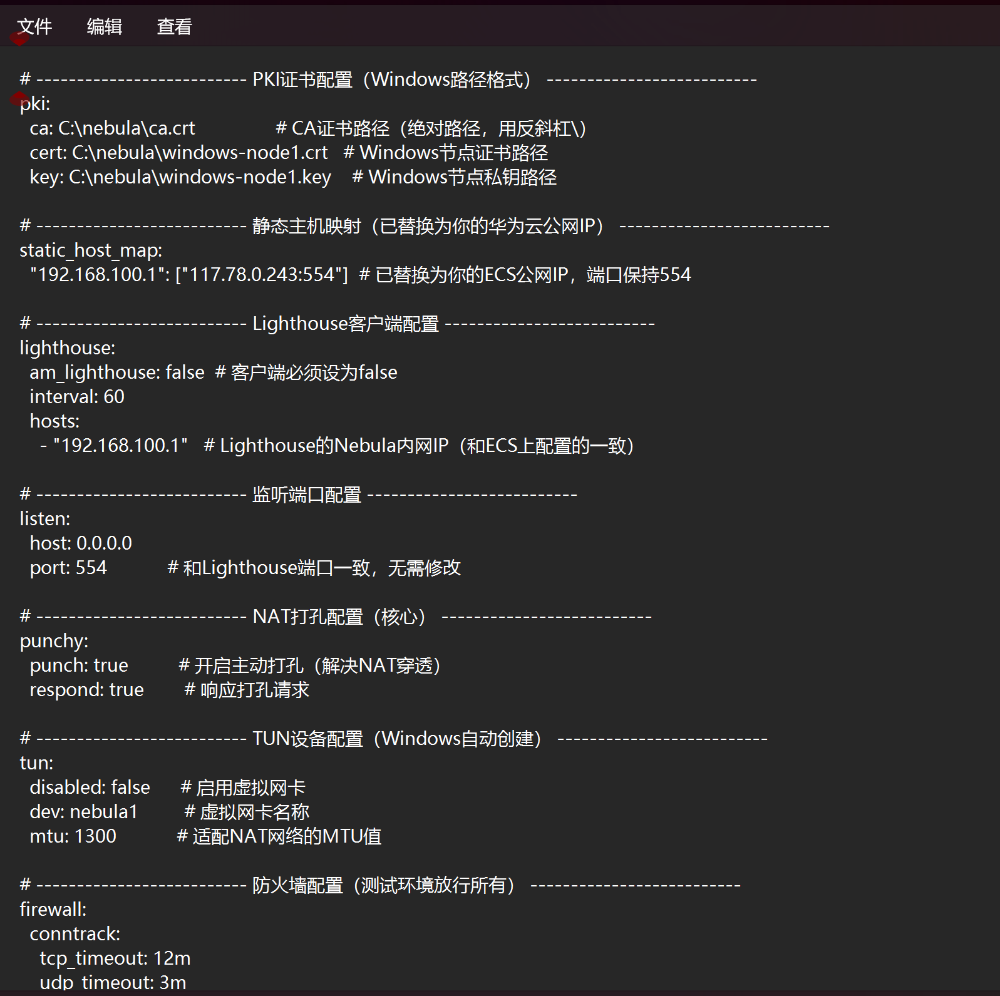 文件 编辑 查看
# -------------------------- PKI证书配置（Windows路径格式） --------------------------
pki:
  ca: C:\nebula\ca.crt                # CA证书路径（绝对路径，用反斜杠\）
  cert: C:\nebula\windows-node1.crt   # Windows节点证书路径
  key: C:\nebula\windows-node1.key    # Windows节点私钥路径
# -------------------------- 静态主机映射（已替换为你的华为云公网IP） --------------------------
static_host_map:
  "192.168.100.1": ["117.78.0.243:554"]  # 已替换为你的ECS公网IP，端口保持554
# -------------------------- Lighthouse客户端配置 --------------------------
lighthouse:
  am_lighthouse: false  # 客户端必须设为false
  interval: 60
  hosts:
    - "192.168.100.1"   # Lighthouse的Nebula内网IP（和ECS上配置的一致）
# -------------------------- 监听端口配置 --------------------------
listen:
  host: 0.0.0.0
  port: 554            # 和Lighthouse端口一致，无需修改
# -------------------------- NAT打孔配置（核心） --------------------------
punchy:
  punch: true          # 开启主动打孔（解决NAT穿透）
  respond: true        # 响应打孔请求
# -------------------------- TUN设备配置（Windows自动创建） --------------------------
tun:
  disabled: false      # 启用虚拟网卡
  dev: nebula1         # 虚拟网卡名称
  mtu: 1300            # 适配NAT网络的MTU值
# -------------------------- 防火墙配置（测试环境放行所有） --------------------------
firewall:
  conntrack:
    tcp_timeout: 12m
    udp_timeout: 3m